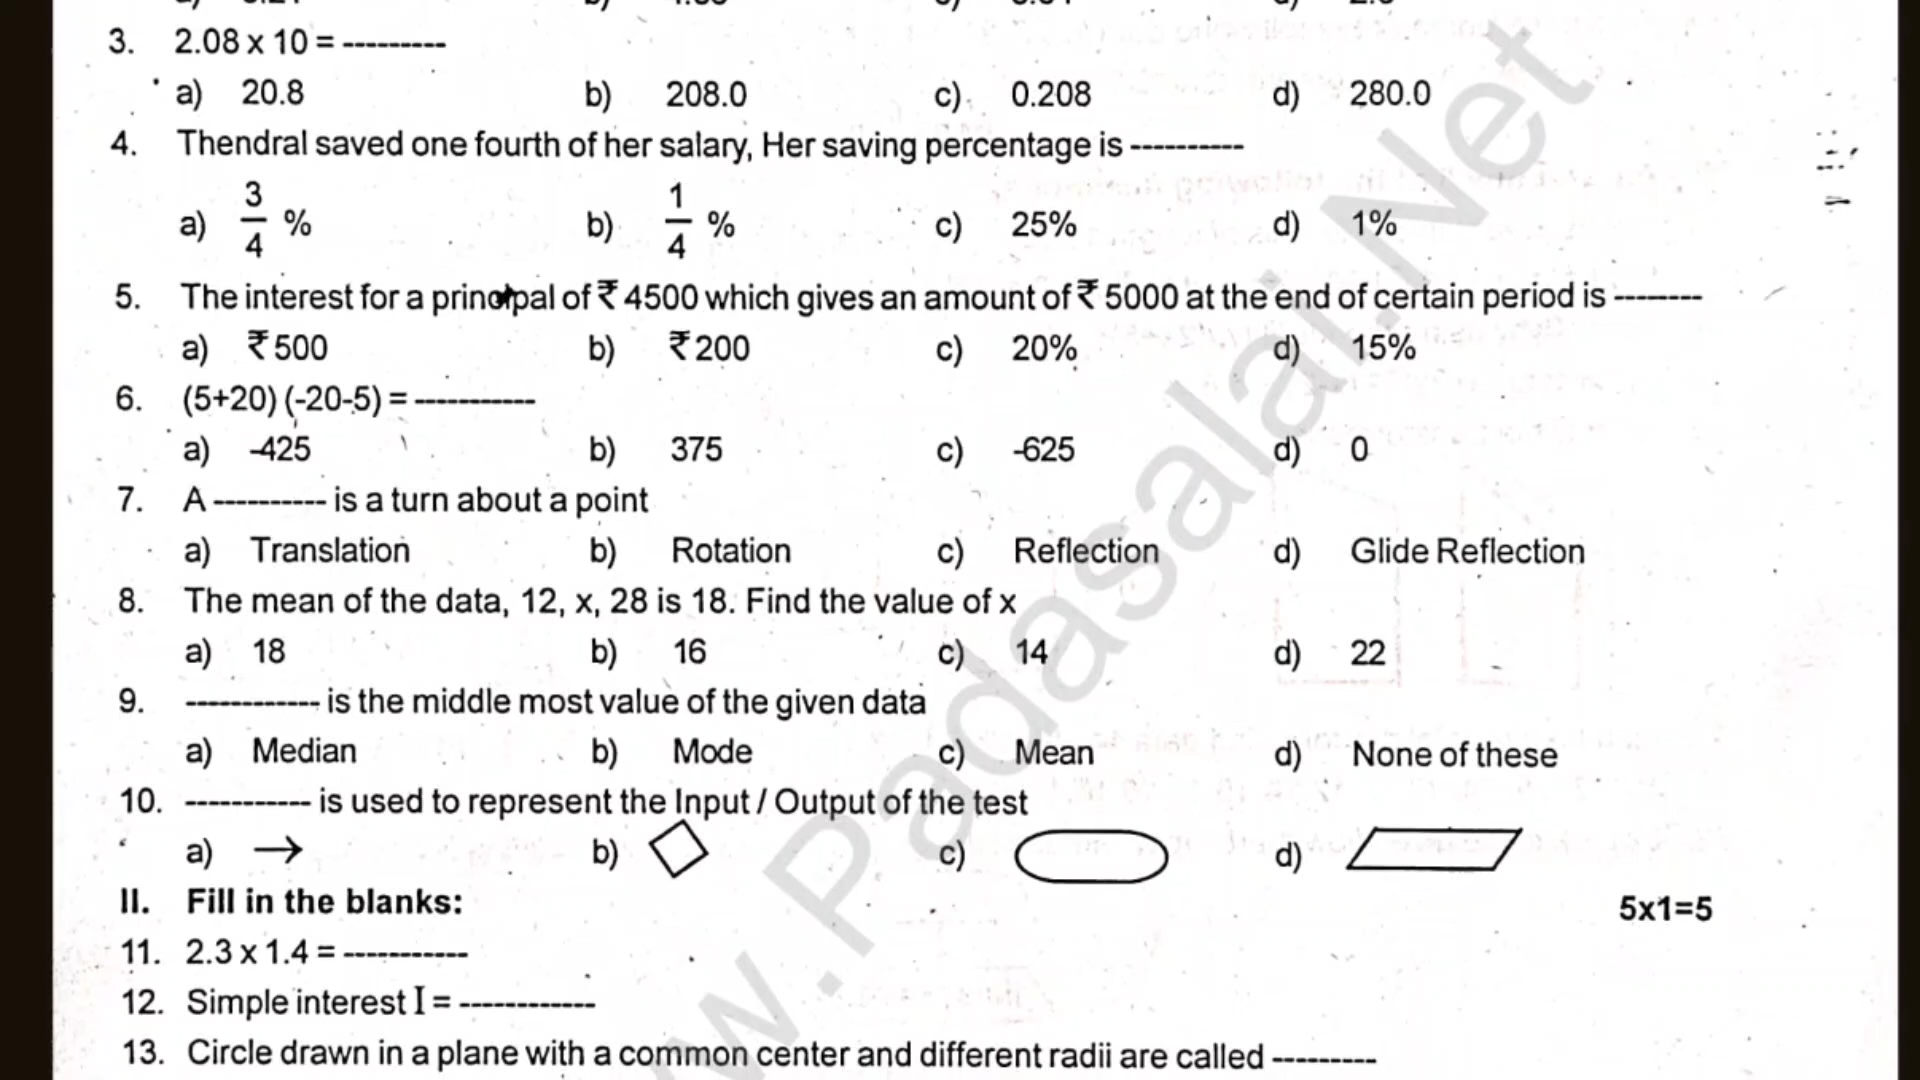 3. 2.08 x 10 = ---------
a) 20.8 b) 208.0 c) 0.208 d) 280.0
4. Thendral saved one fourth of her salary, Her saving percentage is ----------
a) 3/4 % b) 1/4 % c) 25% d) 1%
5. The interest for a principal of ₹ 4500 which gives an amount of ₹ 5000 at the end of certain period is --------
a) ₹ 500 b) ₹ 200 c) 20% d) 15%
6. (5+20) (-20-5) = -----------
a) -425 b) 375 c) -625 d) 0
7. A ---------- is a turn about a point
a) Translation b) Rotation c) Reflection d) Glide Reflection
8. The mean of the data, 12, x, 28 is 18. Find the value of x
a) 18 b) 16 c) 14 d) 22
9. ------------ is the middle most value of the given data
a) Median b) Mode c) Mean d) None of these
10. ----------- is used to represent the Input / Output of the test
a) → b) c) d)
II. Fill in the blanks: 5x1=5
11. 2.3 x 1.4 = -----------
12. Simple interest I = ------------
13. Circle drawn in a plane with a common center and different radii are called ---------
w.Padasalai.Net